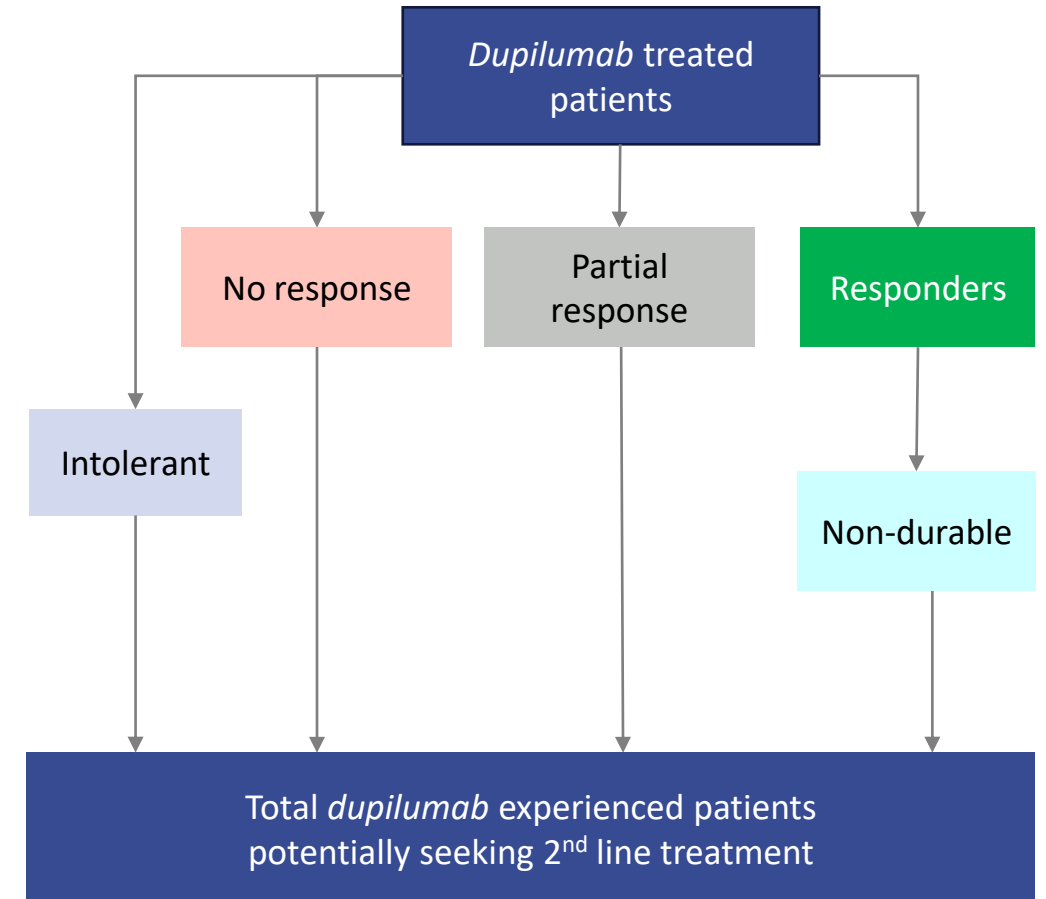 Dupilumab treated
patients
No response
Partial
response
Responders
Intolerant
Non-durable
Total dupilumab experienced patients
potentially seeking 2nd line treatment